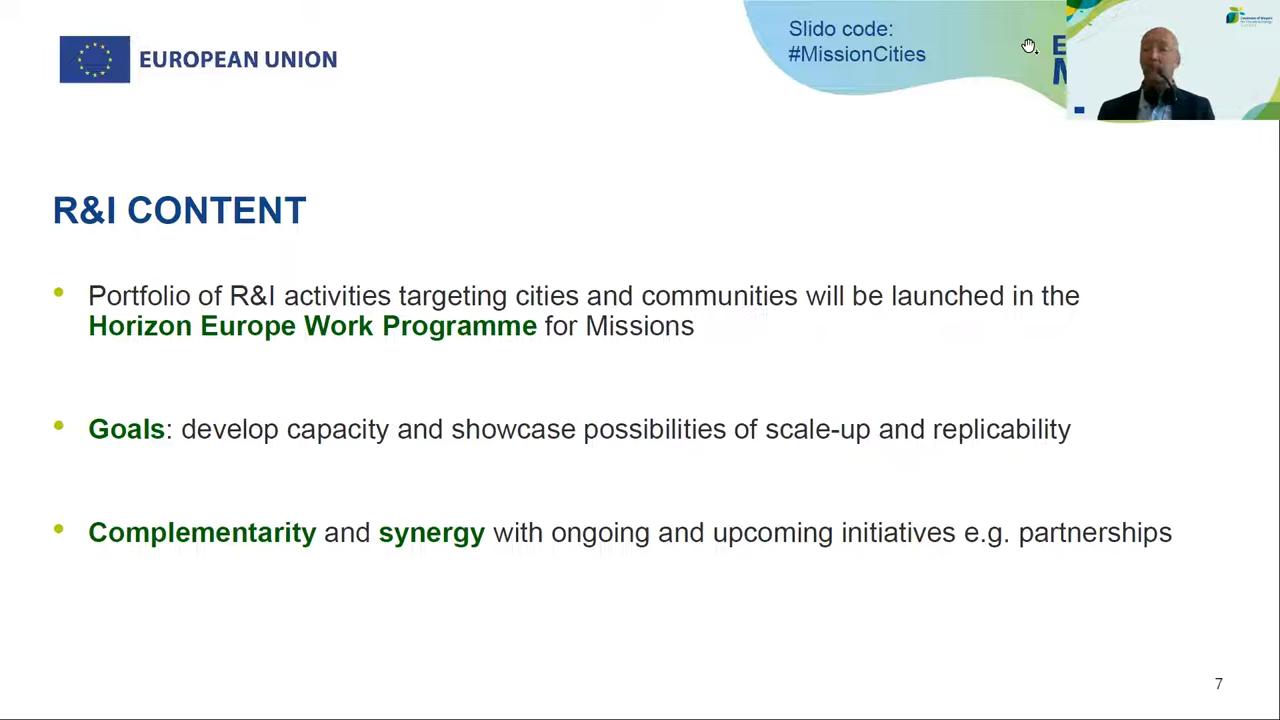 EUROPEAN UNION
Slido code:
#MissionCities
R&I CONTENT
• Portfolio of R&I activities targeting cities and communities will be launched in the
Horizon Europe Work Programme for Missions
• Goals: develop capacity and showcase possibilities of scale-up and replicability
• Complementarity and synergy with ongoing and upcoming initiatives e.g. partnerships
7